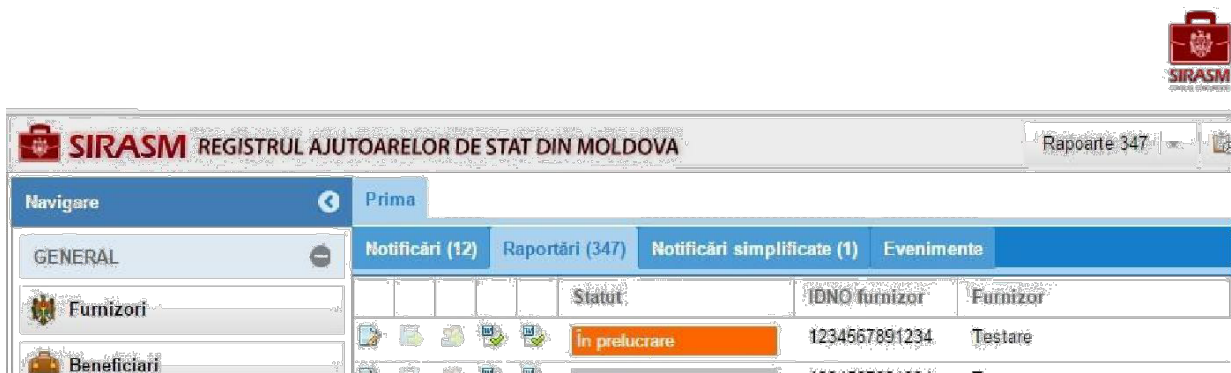 SIRASM
SIRASM REGISTRUL AJUTOARELOR DE STAT DIN MOLDOVA
Rapoarte 347
Navigare
Prima
GENERAL
Notificări (12) Raportări (347) Notificări simplificate (1) Evenimente
Statut IDNO furnizor Furnizor
Furnizori
În prelucrare 1234567891234 Testare
Beneficiari